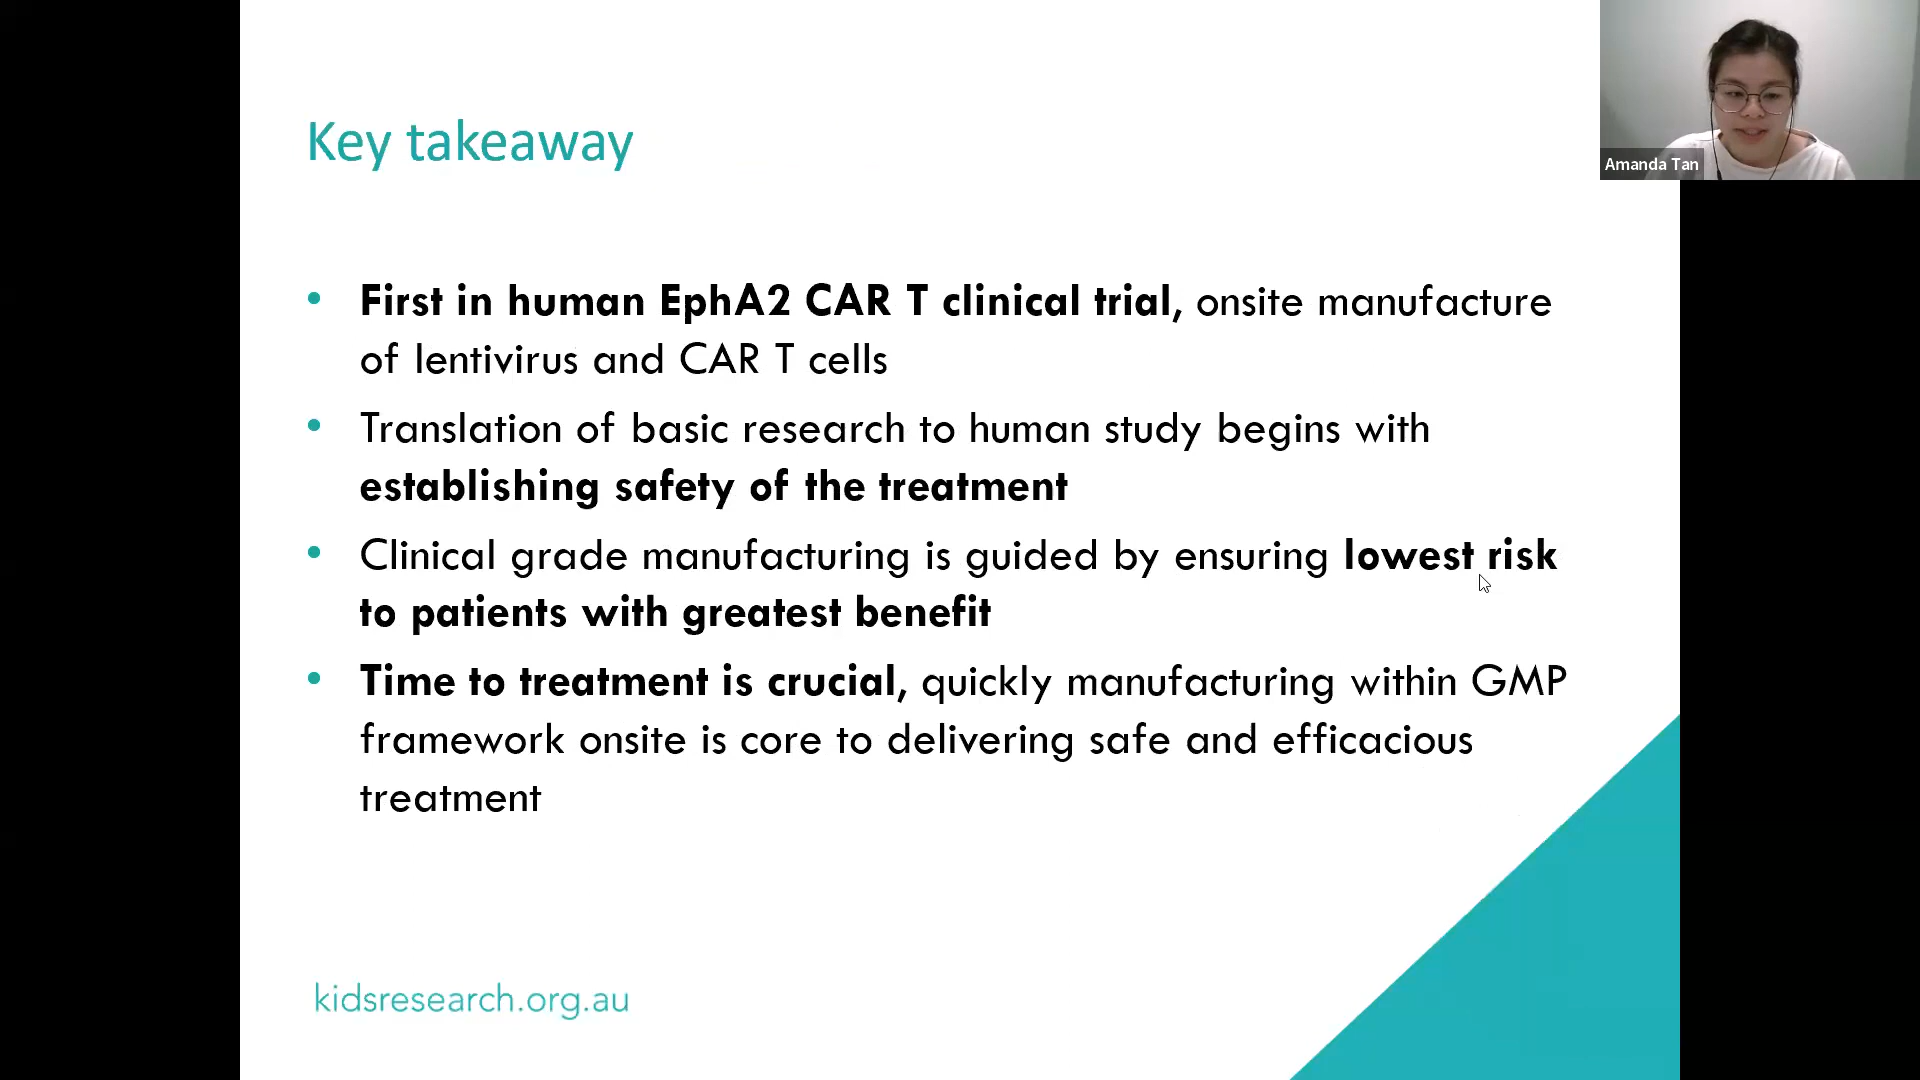 Key takeaway
Amanda Tan
• First in human EphA2 CAR T clinical trial, onsite manufacture
of lentivirus and CAR T cells
• Translation of basic research to human study begins with
establishing safety of the treatment
• Clinical grade manufacturing is guided by ensuring lowest risk
to patients with greatest benefit
• Time to treatment is crucial, quickly manufacturing within GMP
framework onsite is core to delivering safe and efficacious
treatment
kidsresearch.org.au